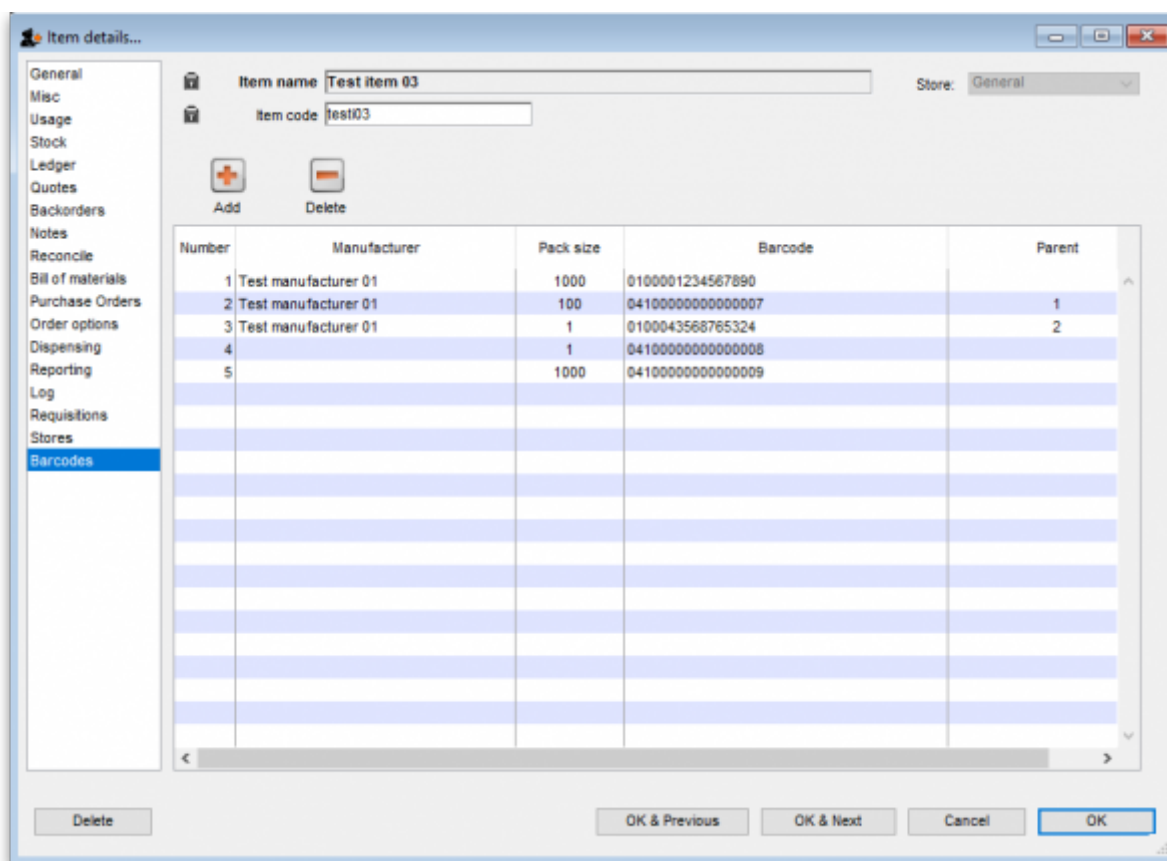 Item details...
General
Misc
Usage
Stock
Ledger
Quotes
Backorders
Notes
Reconcile
Bill of materials
Purchase Orders
Order options
Dispensing
Reporting
Log
Requisitions
Stores
Barcodes
Item name Test item 03 Store: General
Item code testi03
Add Delete
Number Manufacturer Pack size Barcode Parent
1 Test manufacturer 01 1000 0100001234567890
2 Test manufacturer 01 100 04100000000000007 1
3 Test manufacturer 01 1 0100043568765324 2
4 1 04100000000000008
5 1000 04100000000000009
Delete OK & Previous OK & Next Cancel OK